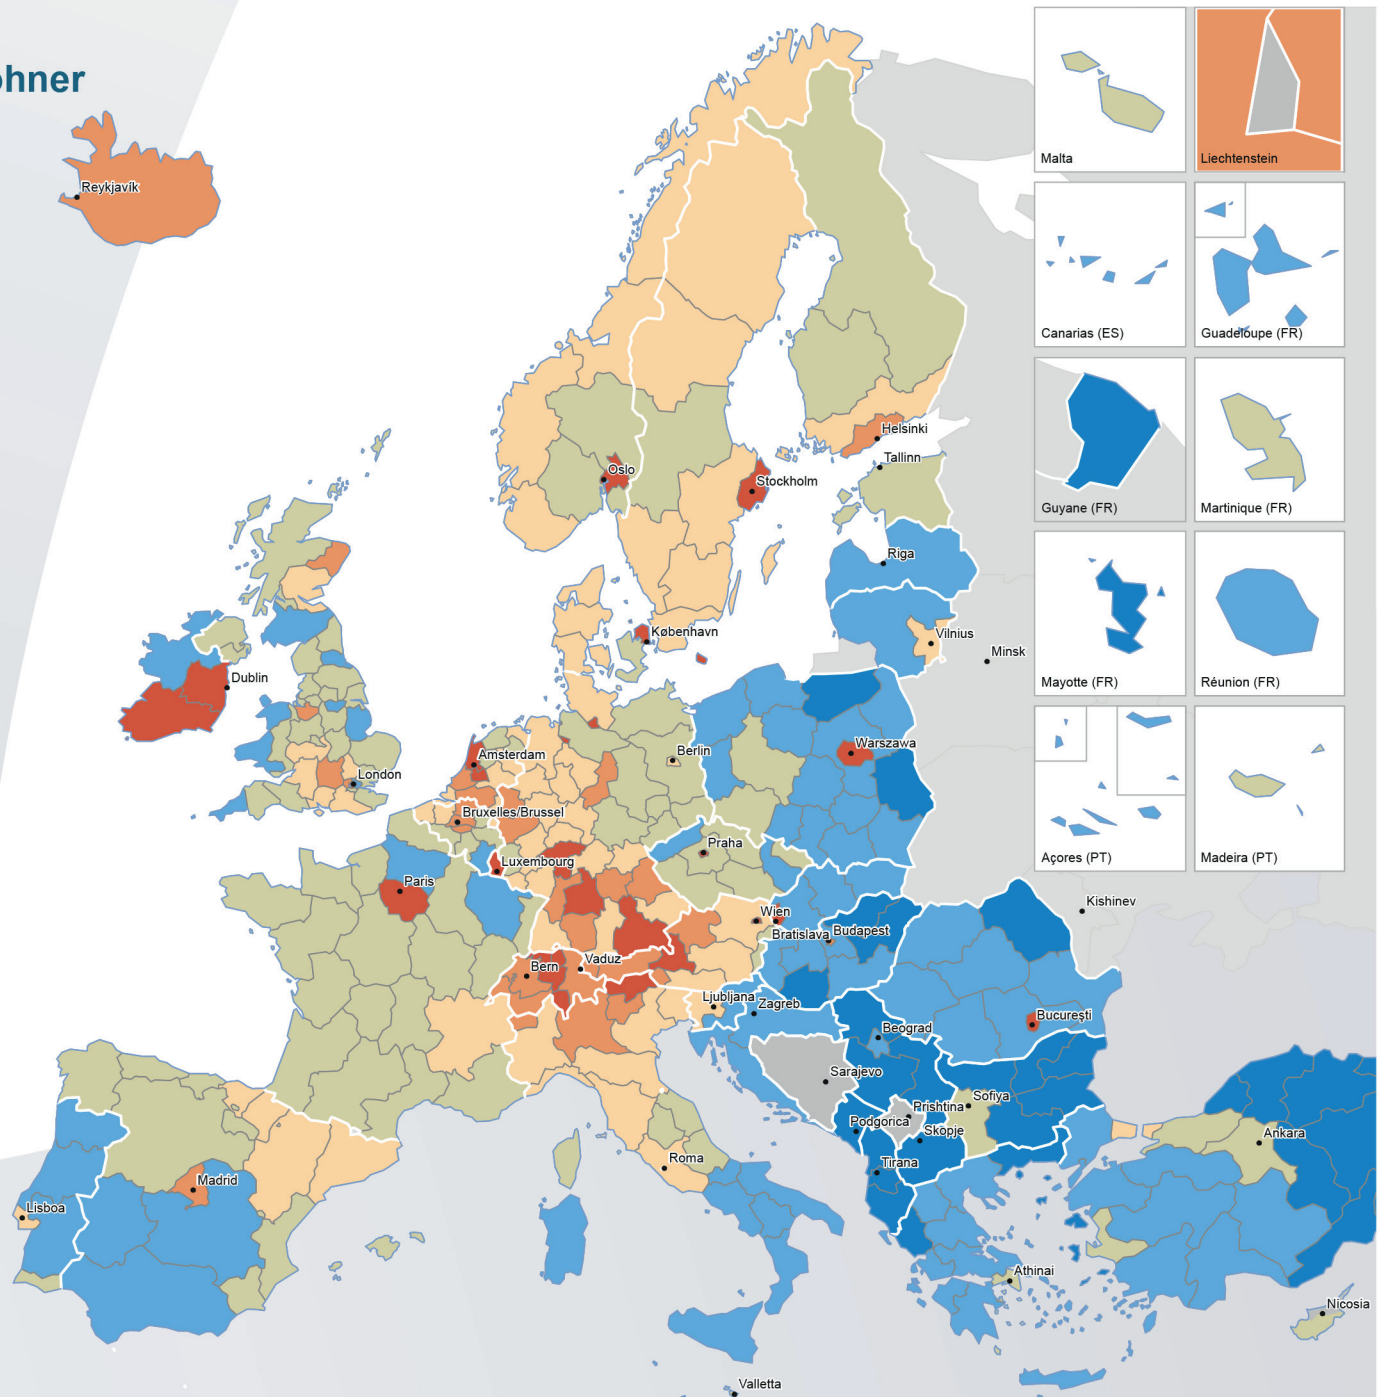 hner
Reykjavík
Malta
Liechtenstein
Canarias (ES)
Guadeloupe (FR)
Guyane (FR)
Martinique (FR)
Mayotte (FR)
Réunion (FR)
Açores (PT)
Madeira (PT)
Helsinki
Tallinn
Oslo
Stockholm
Riga
København
Vilnius
Minsk
Dublin
Amsterdam
Berlin
Warszawa
London
Bruxelles/Brussel
Praha
Luxembourg
Paris
Kishinev
Wien
Bratislava
Budapest
Bern
Vaduz
Ljubljana
Zagreb
Bucureşti
Beograd
Sarajevo
Prishtina
Sofiya
Podgorica
Skopje
Ankara
Roma
Tirana
Madrid
Lisboa
Athinai
Nicosia
Valletta